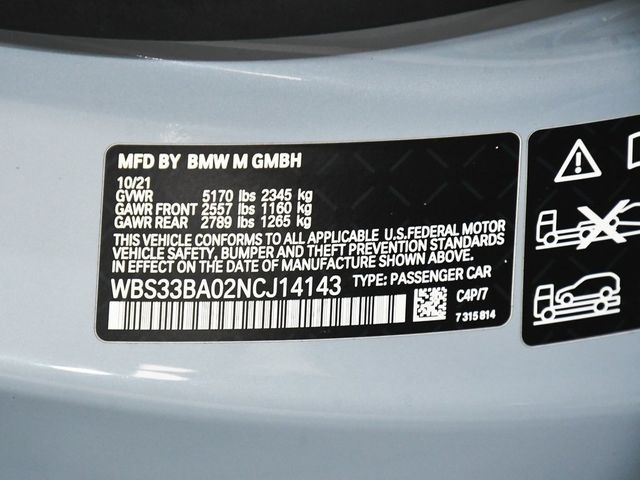 MFD BY BMW M GMBH
10/21
GVWR 5170 lbs 2345 kg
GAWR FRONT 2557 lbs 1160 kg
GAWR REAR 2789 lbs 1265 kg
THIS VEHICLE CONFORMS TO ALL APPLICABLE U.S.FEDERAL MOTOR
VEHICLE SAFETY, BUMPER AND THEFT PREVENTION STANDARDS
IN EFFECT ON THE DATE OF MANUFACTURE SHOWN ABOVE.
WBS33BA02NCJ14143 TYPE: PASSENGER CAR
C4P/7
7 315 814